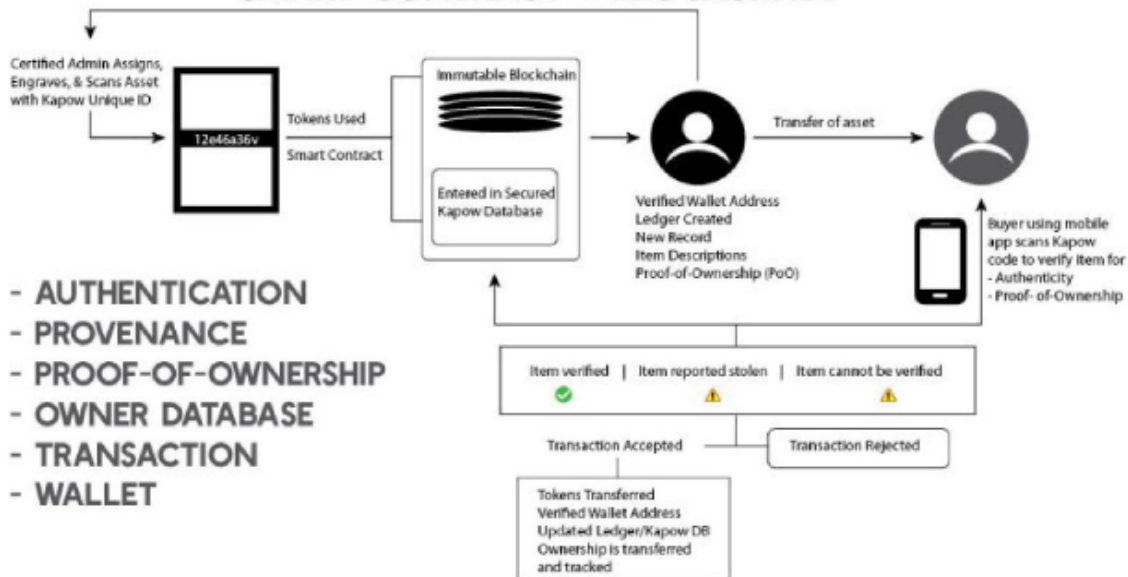 Certified Admin Assigns,
Engraves, & Scans Asset
with Kapow Unique ID
12e46a36v
Tokens Used
Smart Contract
Immutable Blockchain
Entered in Secured
Kapow Database
Verified Wallet Address
Ledger Created
New Record
Item Descriptions
Proof-of-Ownership (PoO)
Transfer of asset
Buyer using mobile
app scans Kapow
code to verify item for
- Authenticity
- Proof- of-Ownership
- AUTHENTICATION
- PROVENANCE
- PROOF-OF-OWNERSHIP
- OWNER DATABASE
- TRANSACTION
- WALLET
Item verified | Item reported stolen | Item cannot be verified
Transaction Accepted
Transaction Rejected
Tokens Transferred
Verified Wallet Address
Updated Ledger/Kapow DB
Ownership is transferred
and tracked